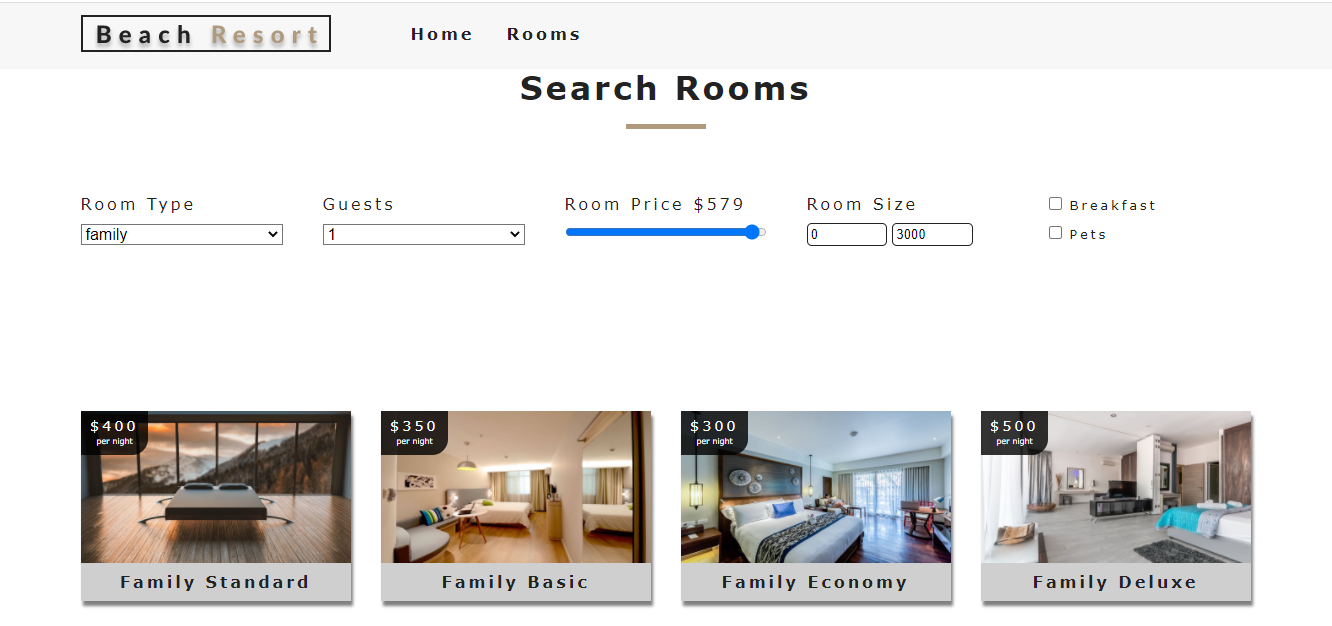 Beach Resort
Home
Rooms
Search Rooms
Room Type
Guests
Room Price $579
Room Size
Breakfast
family
1
0
3000
Pets
$400
per night
$350
per night
$300
per night
$500
per night
Family Standard
Family Basic
Family Economy
Family Deluxe